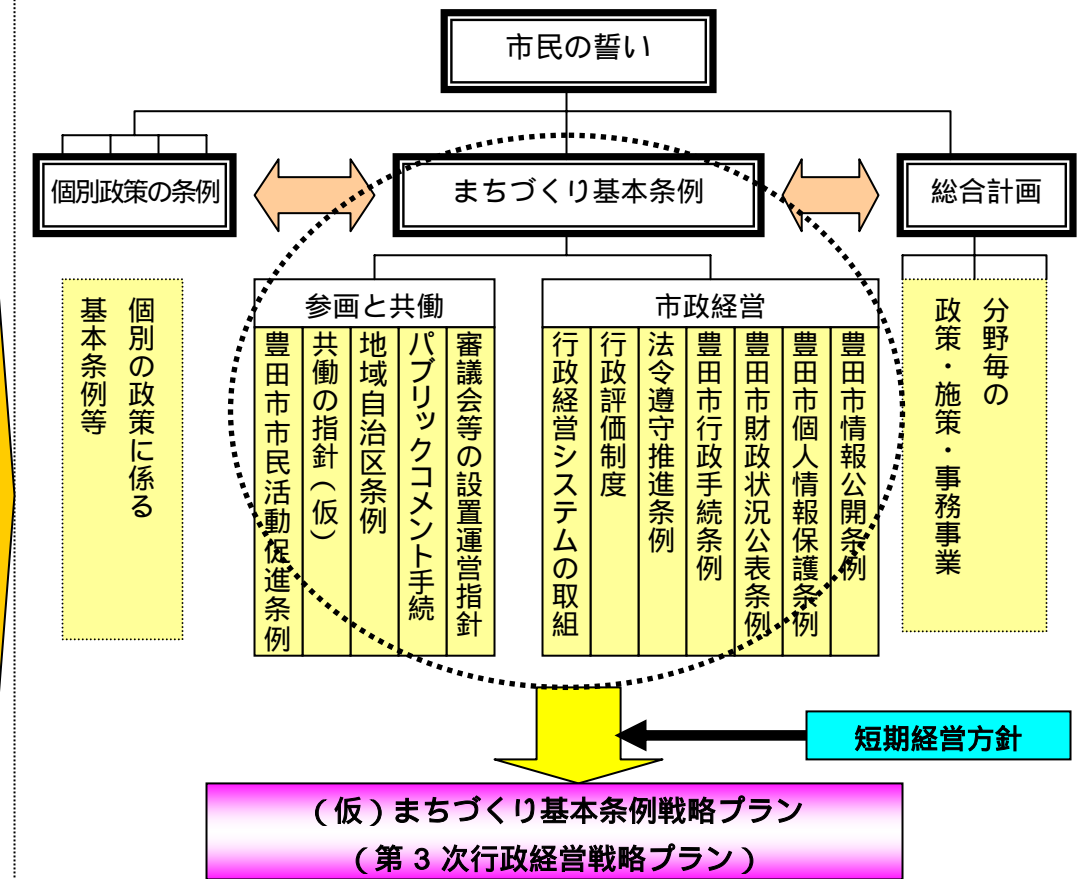 市民の誓い
個別政策の条例
まちづくり基本条例
総合計画
個別の政策に係る
基本条例等
参画と共働
豊田市市民活動促進条例
共働の指針(仮)
地域自治区条例
パブリックコメント手続
審議会等の設置運営指針
市政経営
行政経営システムの取組
行政評価制度
法令遵守推進条例
豊田市行政手続条例
豊田市財政状況公表条例
豊田市個人情報保護条例
豊田市情報公開条例
分野毎の
政策・施策・事務事業
短期経営方針
(仮)まちづくり基本条例戦略プラン
(第3次行政経営戦略プラン)